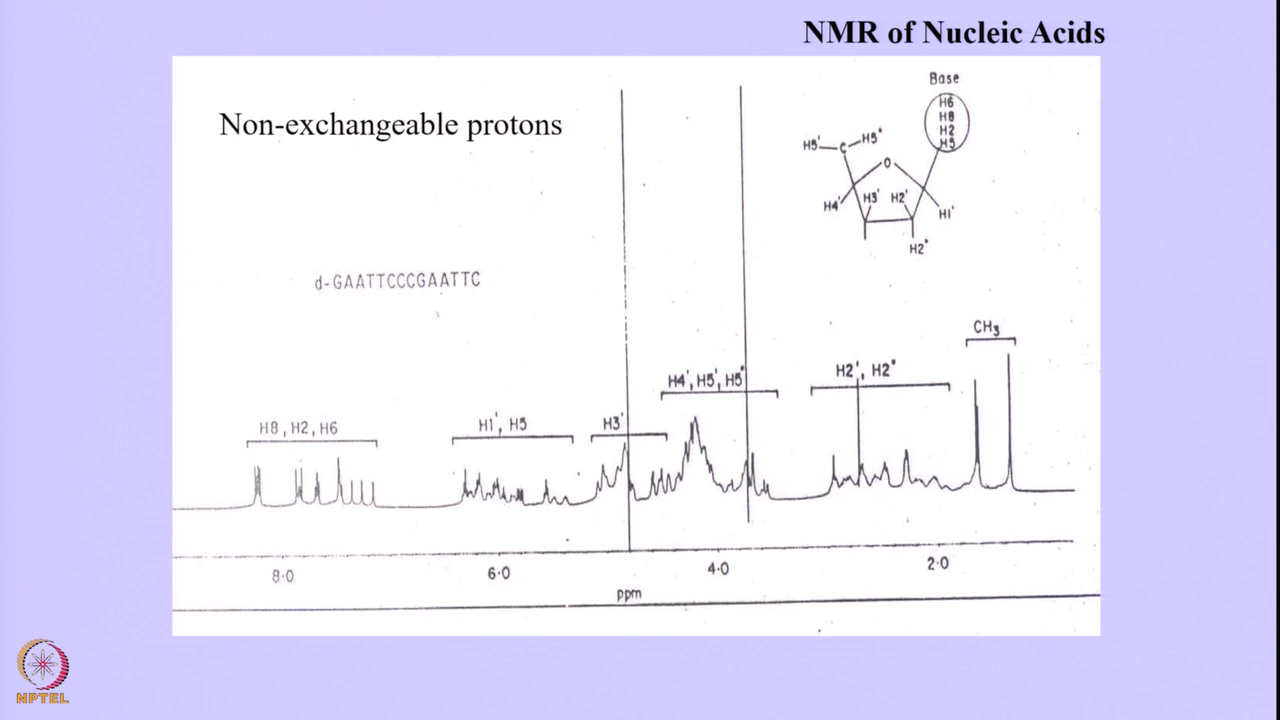 NMR of Nucleic Acids
Non-exchangeable protons
Base
H6
H8
H2
H5
H5' C H5"
O
H4' H3' H2' H1'
H2"
d-GAATTCCCGAATTC
CH3
H8, H2, H6
H1', H5
H3'
H4', H5', H5"
H2', H2"
8·0 6·0 4·0 2·0
ppm
NPTEL